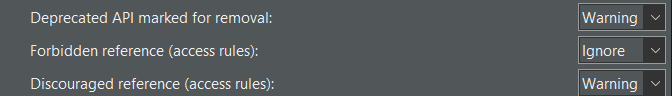 Deprecated API marked for removal: Warning
Forbidden reference (access rules): Ignore
Discouraged reference (access rules): Warning